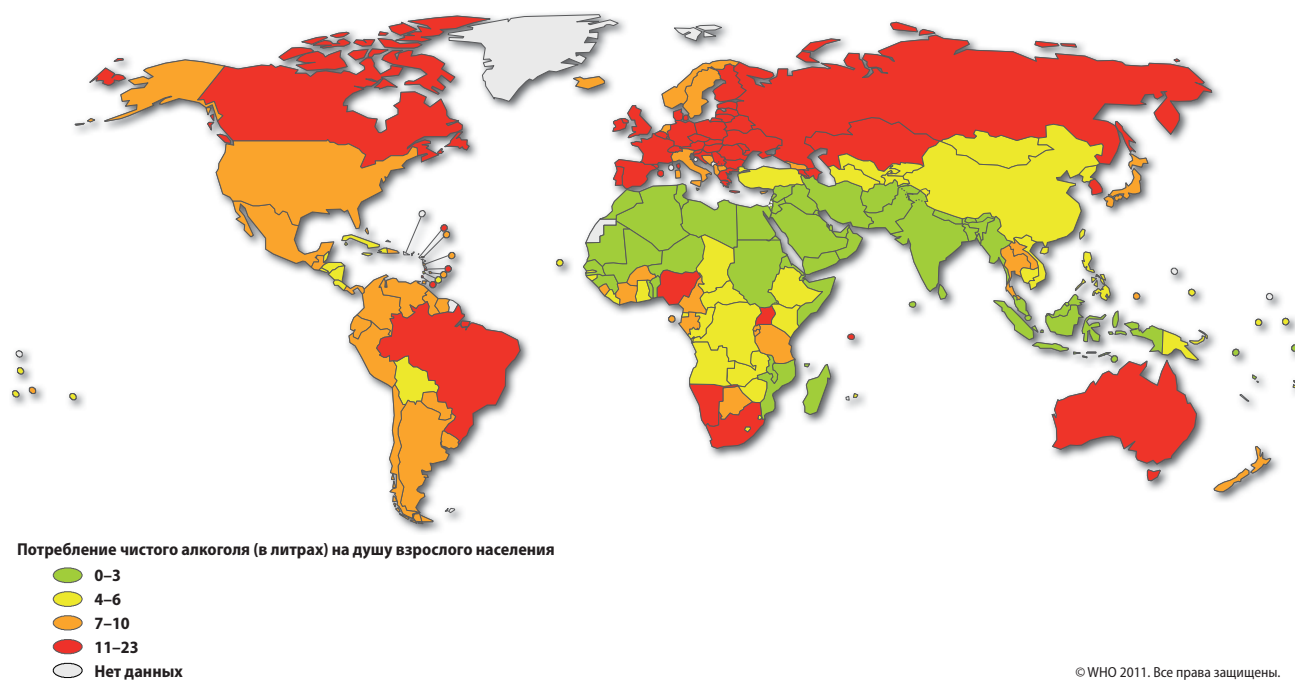 Потребление чистого алкоголя (в литрах) на душу взрослого населения
0–3
4–6
7–10
11–23
Нет данных
© WHO 2011. Все права защищены.